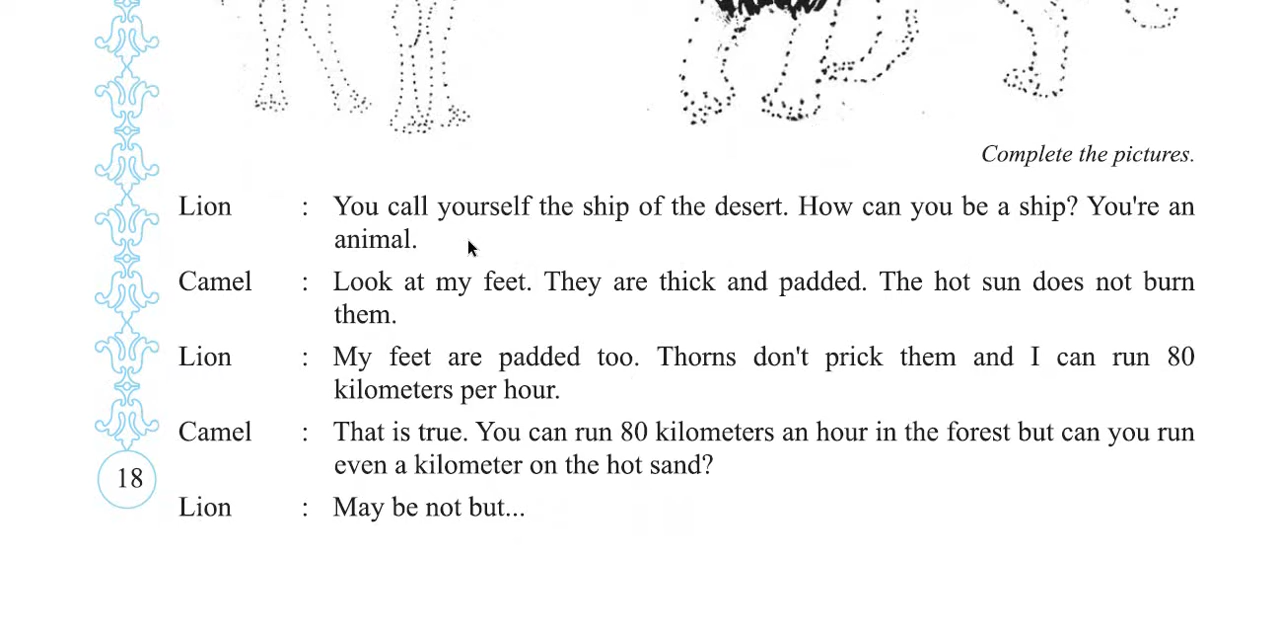 Complete the pictures.
Lion : You call yourself the ship of the desert. How can you be a ship? You're an
animal.
Camel : Look at my feet. They are thick and padded. The hot sun does not burn
them.
Lion : My feet are padded too. Thorns don't prick them and I can run 80
kilometers per hour.
Camel : That is true. You can run 80 kilometers an hour in the forest but can you run
even a kilometer on the hot sand?
18
Lion : May be not but...